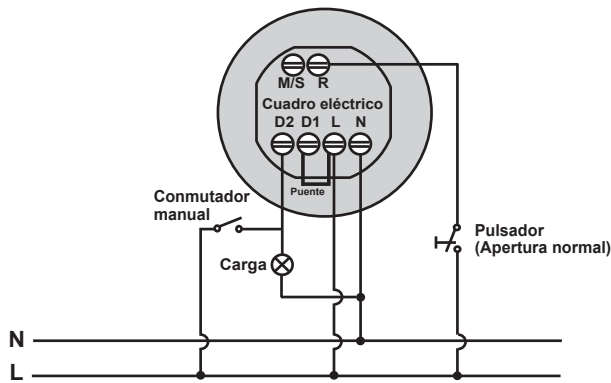 M/S R
Cuadro eléctrico
D2 D1 L N
Puente
Conmutador
manual
Pulsador
(Apertura normal)
Carga
N
L